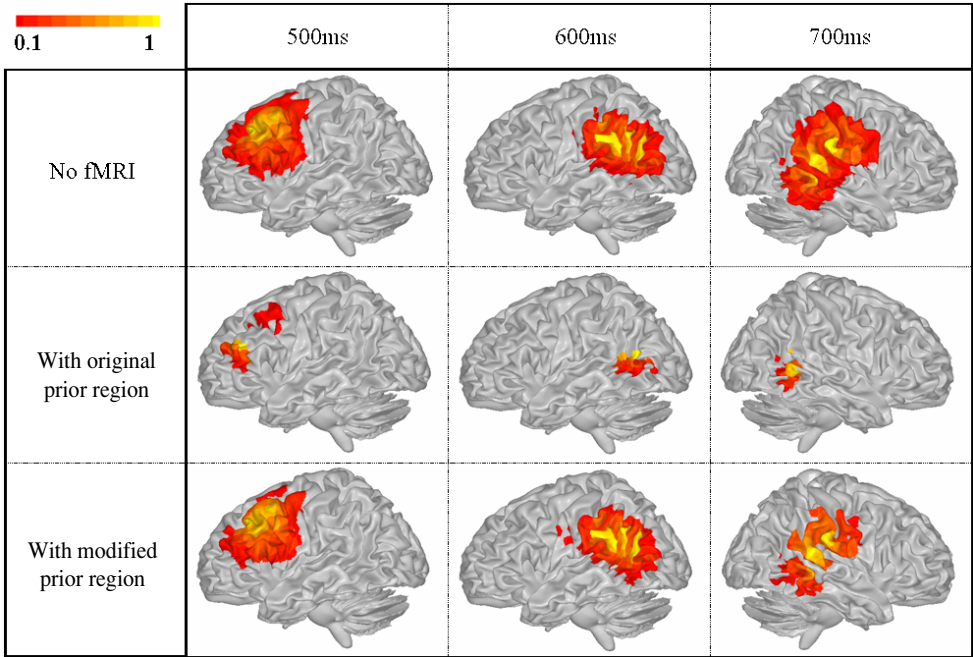 0.1 1
500ms 600ms 700ms
No fMRI
With original
prior region
With modified
prior region